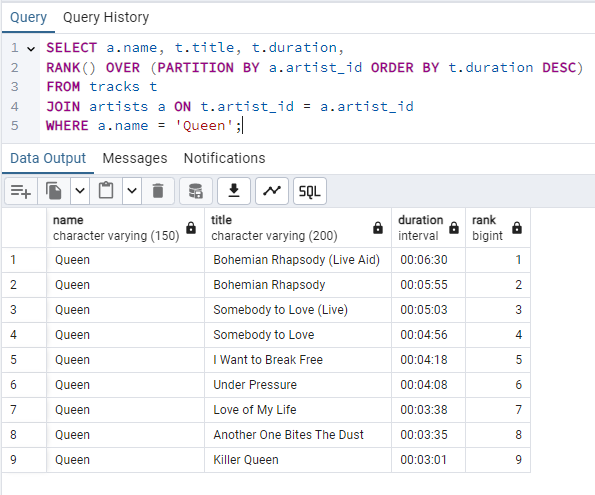 Query Query History
1 SELECT a.name, t.title, t.duration,
2 RANK() OVER (PARTITION BY a.artist_id ORDER BY t.duration DESC)
3 FROM tracks t
4 JOIN artists a ON t.artist_id = a.artist_id
5 WHERE a.name = 'Queen';
Data Output Messages Notifications
SQL
name title duration rank
character varying (150) character varying (200) interval bigint
1 Queen Bohemian Rhapsody (Live Aid) 00:06:30 1
2 Queen Bohemian Rhapsody 00:05:55 2
3 Queen Somebody to Love (Live) 00:05:03 3
4 Queen Somebody to Love 00:04:56 4
5 Queen I Want to Break Free 00:04:18 5
6 Queen Under Pressure 00:04:08 6
7 Queen Love of My Life 00:03:38 7
8 Queen Another One Bites The Dust 00:03:35 8
9 Queen Killer Queen 00:03:01 9